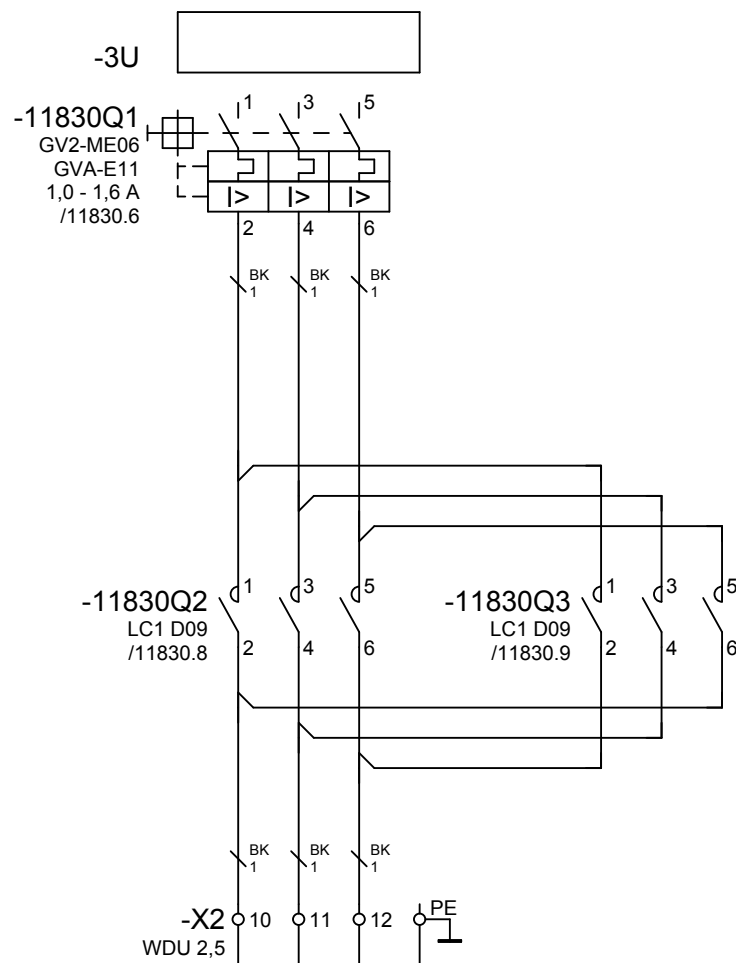 -3U
1 3 5
-11830Q1
GV2-ME06
GVA-E11
1,0 - 1,6 A
/11830.6
I> I> I>
2 4 6
BK BK BK
1 1 1
1 3 5 1 3 5
-11830Q2 -11830Q3
LC1 D09 LC1 D09
/11830.8 /11830.9
2 4 6 2 4 6
BK BK BK
1 1 1
-X2 10 11 12 PE
WDU 2,5